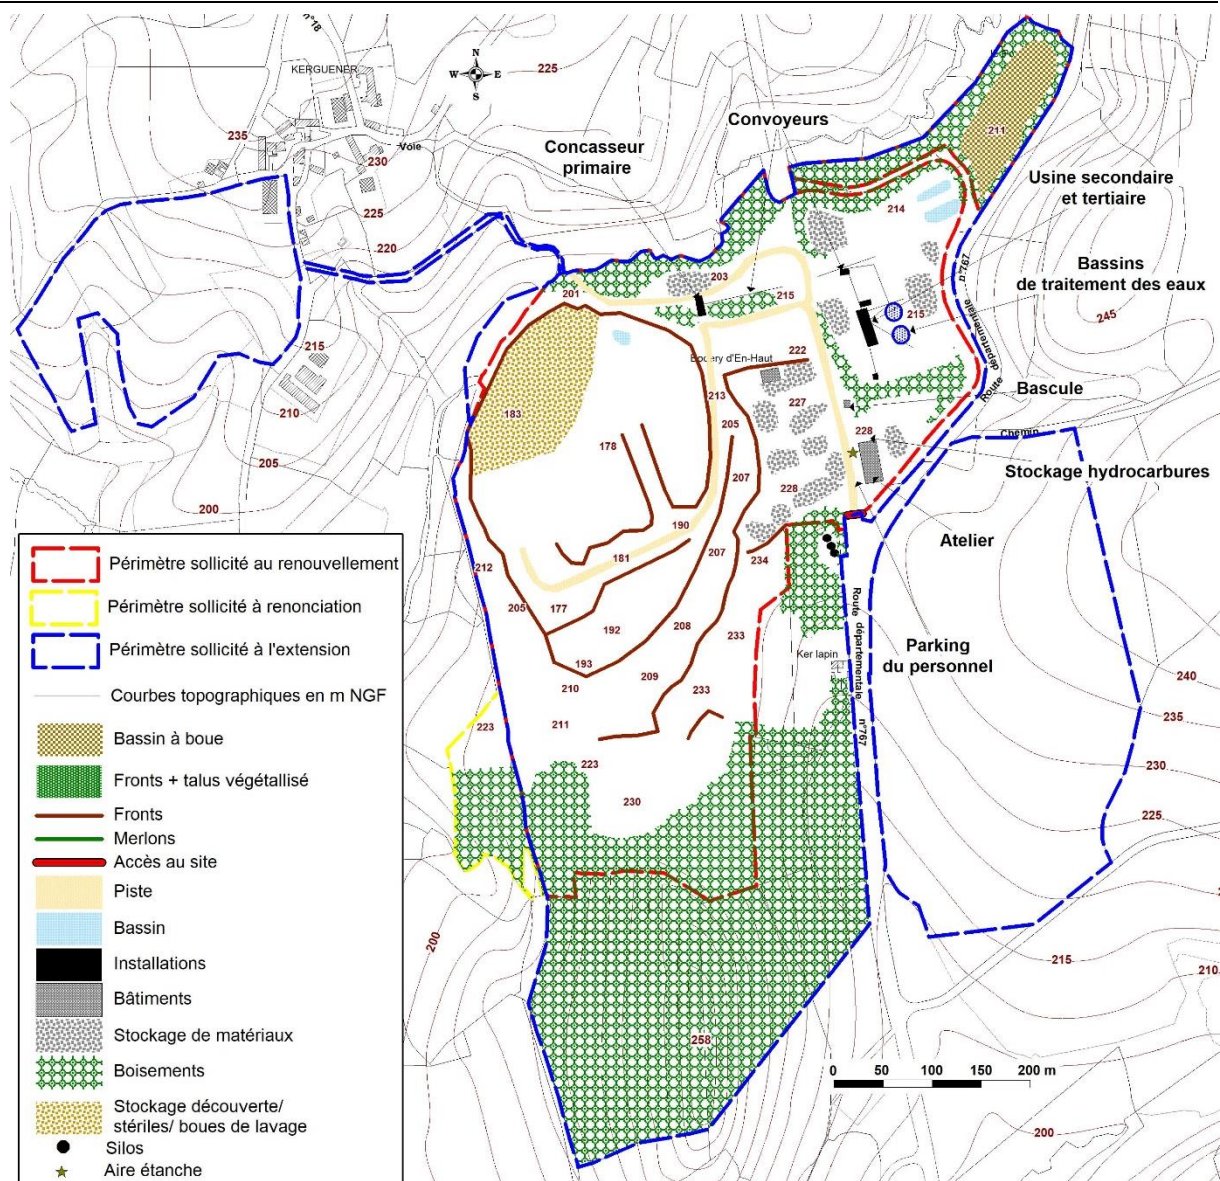 n°18
KERGUENER
N
W E
S
225
235
230
Voie
225
220
215
210
205
200
Convoyeurs
Concasseur
primaire
211
Usine secondaire
et tertiaire
214
n°767
Bassins
de traitement des eaux
245
départementale
Route
203
201
215
215
222
Bodery d'En-Haut
213
227
Bascule
183
178
205
228
Chemin
207
Stockage hydrocarbures
228
190
Atelier
181
207
234
212
205
177
192
208
233
Route départementale n°767
Parking
du personnel
Ker lapin
193
210
209
233
240
223
211
235
223
230
230
225
200
215
210
258
0 50 100 150 200 m
200
Périmètre sollicité au renouvellement
Périmètre sollicité à renonciation
Périmètre sollicité à l'extension
Courbes topographiques en m NGF
Bassin à boue
Fronts + talus végétallisé
Fronts
Merlons
Accès au site
Piste
Bassin
Installations
Bâtiments
Stockage de matériaux
Boisements
Stockage découverte/
stériles/ boues de lavage
Silos
Aire étanche